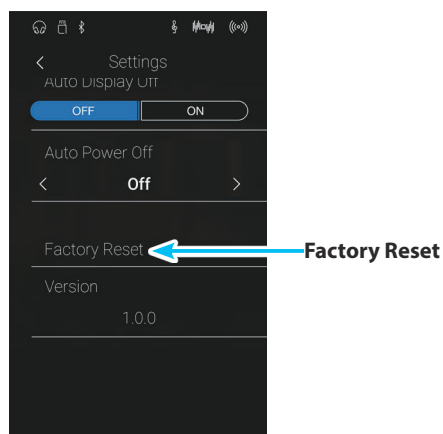 Settings
Auto Display Off
OFF ON
Auto Power Off
< Off >
Factory Reset
Factory Reset
Version
1.0.0